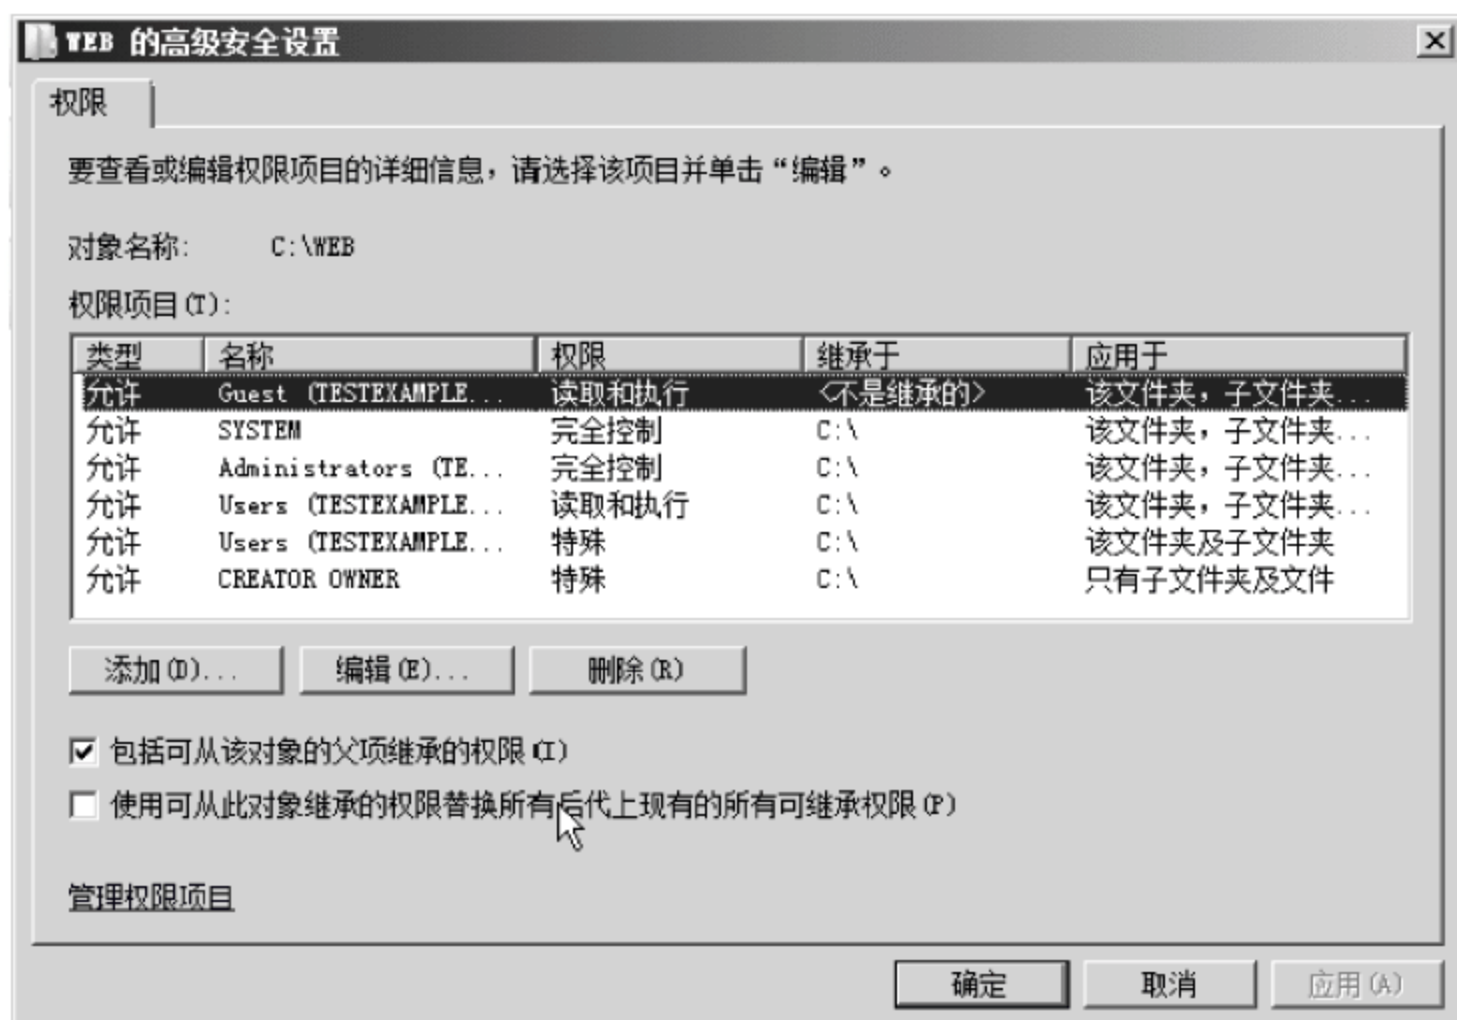 WEB 的高级安全设置
权限
要查看或编辑权限项目的详细信息，请选择该项目并单击“编辑”。
对象名称: C:\WEB
权限项目(T):
类型 名称 权限 继承于 应用于
允许 Guest (TESTEXAMPLE... 读取和执行 <不是继承的> 该文件夹，子文件夹...
允许 SYSTEM 完全控制 C:\ 该文件夹，子文件夹...
允许 Administrators (TE... 完全控制 C:\ 该文件夹，子文件夹...
允许 Users (TESTEXAMPLE... 读取和执行 C:\ 该文件夹，子文件夹...
允许 Users (TESTEXAMPLE... 特殊 C:\ 该文件夹及子文件夹
允许 CREATOR OWNER 特殊 C:\ 只有子文件夹及文件
添加(D)... 编辑(E)... 删除(R)
包括可从该对象的父项继承的权限(I)
使用可从此对象继承的权限替换所有后代上现有的所有可继承权限(P)
管理权限项目
确定 取消 应用(A)